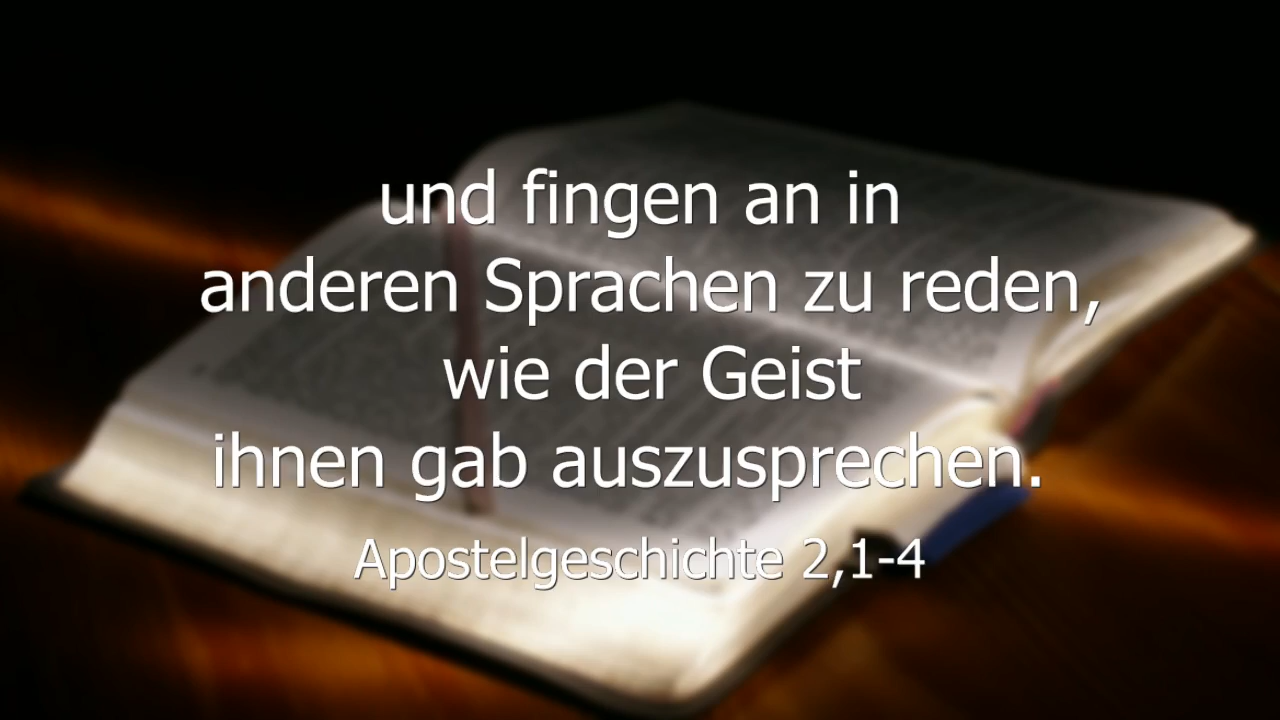 und fingen an in
anderen Sprachen zu reden,
wie der Geist
ihnen gab auszusprechen.
Apostelgeschichte 2,1-4